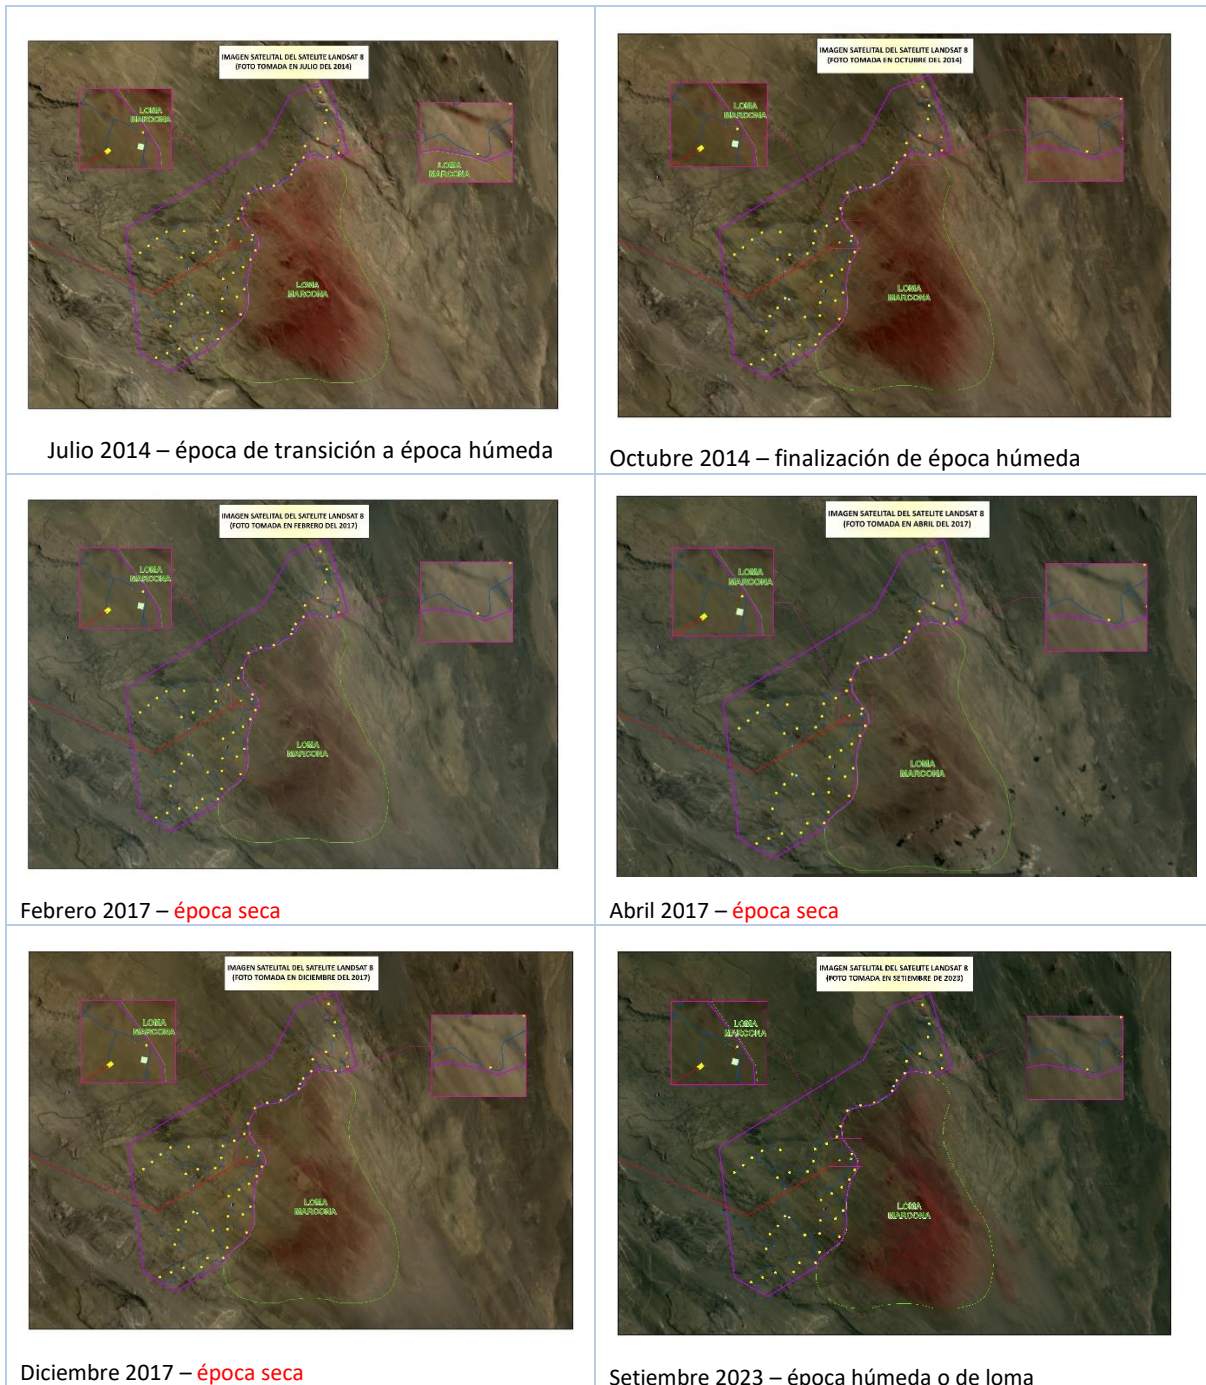 IMAGEN SATELITAL DEL SATELITE LANDSAT 8
(FOTO TOMADA EN JULIO DEL 2014)
LOMA
MARCONA
LOMA
MARCONA
LOMA
MARCONA
Julio 2014 – época de transición a época húmeda
IMAGEN SATELITAL DEL SATELITE LANDSAT 8
(FOTO TOMADA EN OCTUBRE DEL 2014)
LOMA
MARCONA
LOMA
MARCONA
Octubre 2014 – finalización de época húmeda
IMAGEN SATELITAL DEL SATELITE LANDSAT 8
(FOTO TOMADA EN FEBRERO DEL 2017)
LOMA
MARCONA
LOMA
MARCONA
Febrero 2017 – época seca
IMAGEN SATELITAL DEL SATELITE LANDSAT 8
(FOTO TOMADA EN ABRIL DEL 2017)
LOMA
MARCONA
LOMA
MARCONA
Abril 2017 – época seca
IMAGEN SATELITAL DEL SATELITE LANDSAT 8
(FOTO TOMADA EN DICIEMBRE DEL 2017)
LOMA
MARCONA
LOMA
MARCONA
Diciembre 2017 – época seca
IMAGEN SATELITAL DEL SATELITE LANDSAT 8
(FOTO TOMADA EN SETIEMBRE DE 2023)
LOMA
MARCONA
LOMA
MARCONA
Setiembre 2023 – época húmeda o de loma